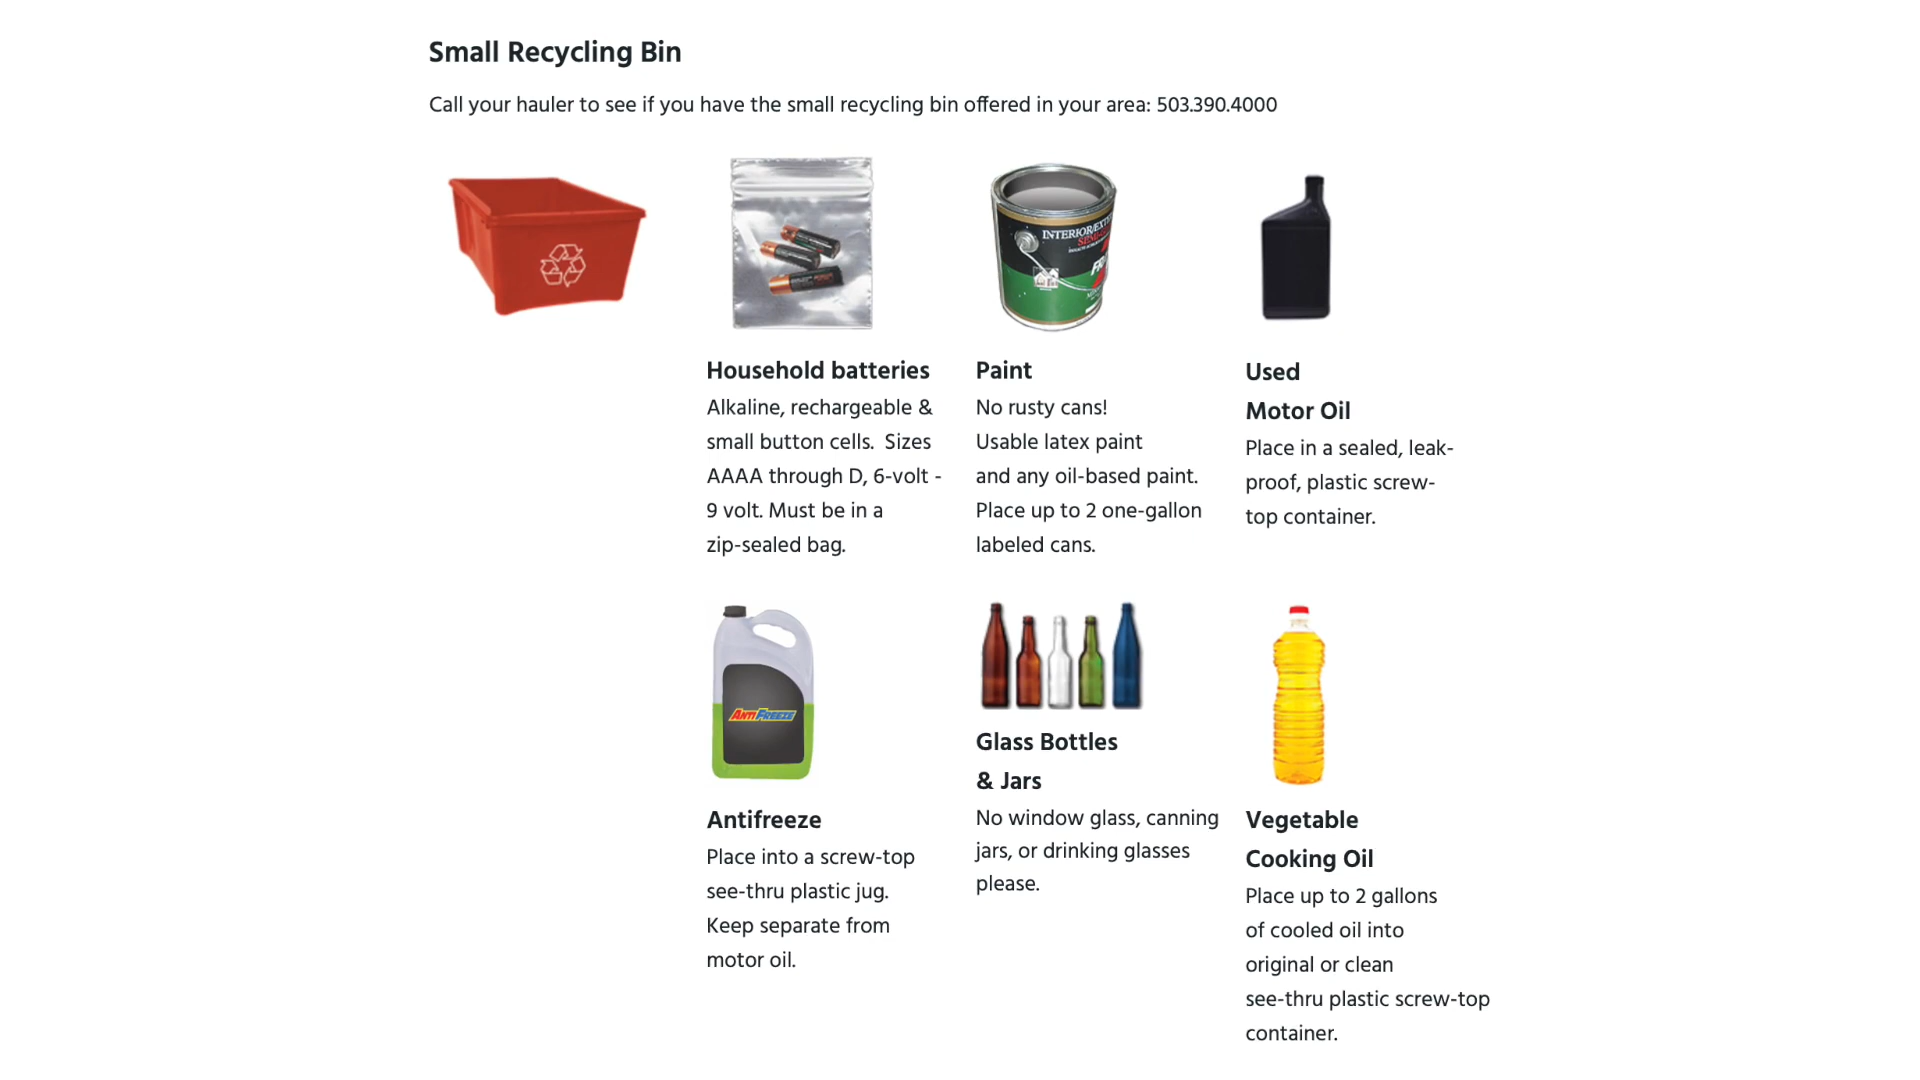 Small Recycling Bin
Call your hauler to see if you have the small recycling bin offered in your area: 503.390.4000
INTERIOR/EXT
Household batteries
Alkaline, rechargeable &
small button cells.  Sizes
AAAA through D, 6-volt -
9 volt. Must be in a
zip-sealed bag.
Paint
No rusty cans!
Usable latex paint
and any oil-based paint.
Place up to 2 one-gallon
labeled cans.
Used
Motor Oil
Place in a sealed, leak-
proof, plastic screw-
top container.
ANTIFREEZE
Antifreeze
Place into a screw-top
see-thru plastic jug.
Keep separate from
motor oil.
Glass Bottles
& Jars
No window glass, canning
jars, or drinking glasses
please.
Vegetable
Cooking Oil
Place up to 2 gallons
of cooled oil into
original or clean
see-thru plastic screw-top
container.